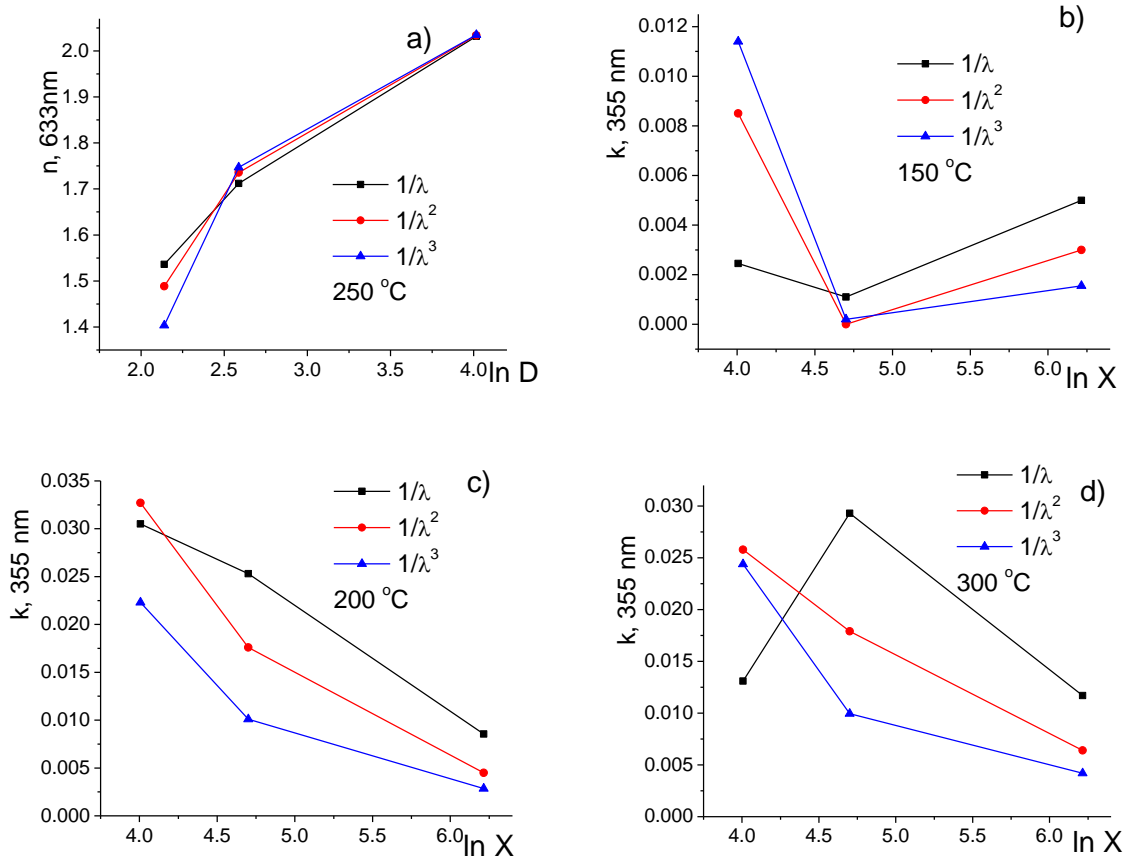 a)
n, 633nm
2.0
1.9
1.8
1.7
1.6
1.5
1.4
1/λ
1/λ²
1/λ³
250 °C
2.0 2.5 3.0 3.5 4.0
ln D
b)
k, 355 nm
0.012
0.010
0.008
0.006
0.004
0.002
0.000
1/λ
1/λ²
1/λ³
150 °C
4.0 4.5 5.0 5.5 6.0
ln X
c)
k, 355 nm
0.035
0.030
0.025
0.020
0.015
0.010
0.005
0.000
1/λ
1/λ²
1/λ³
200 °C
4.0 4.5 5.0 5.5 6.0
ln X
d)
k, 355 nm
0.030
0.025
0.020
0.015
0.010
0.005
0.000
1/λ
1/λ²
1/λ³
300 °C
4.0 4.5 5.0 5.5 6.0
ln X